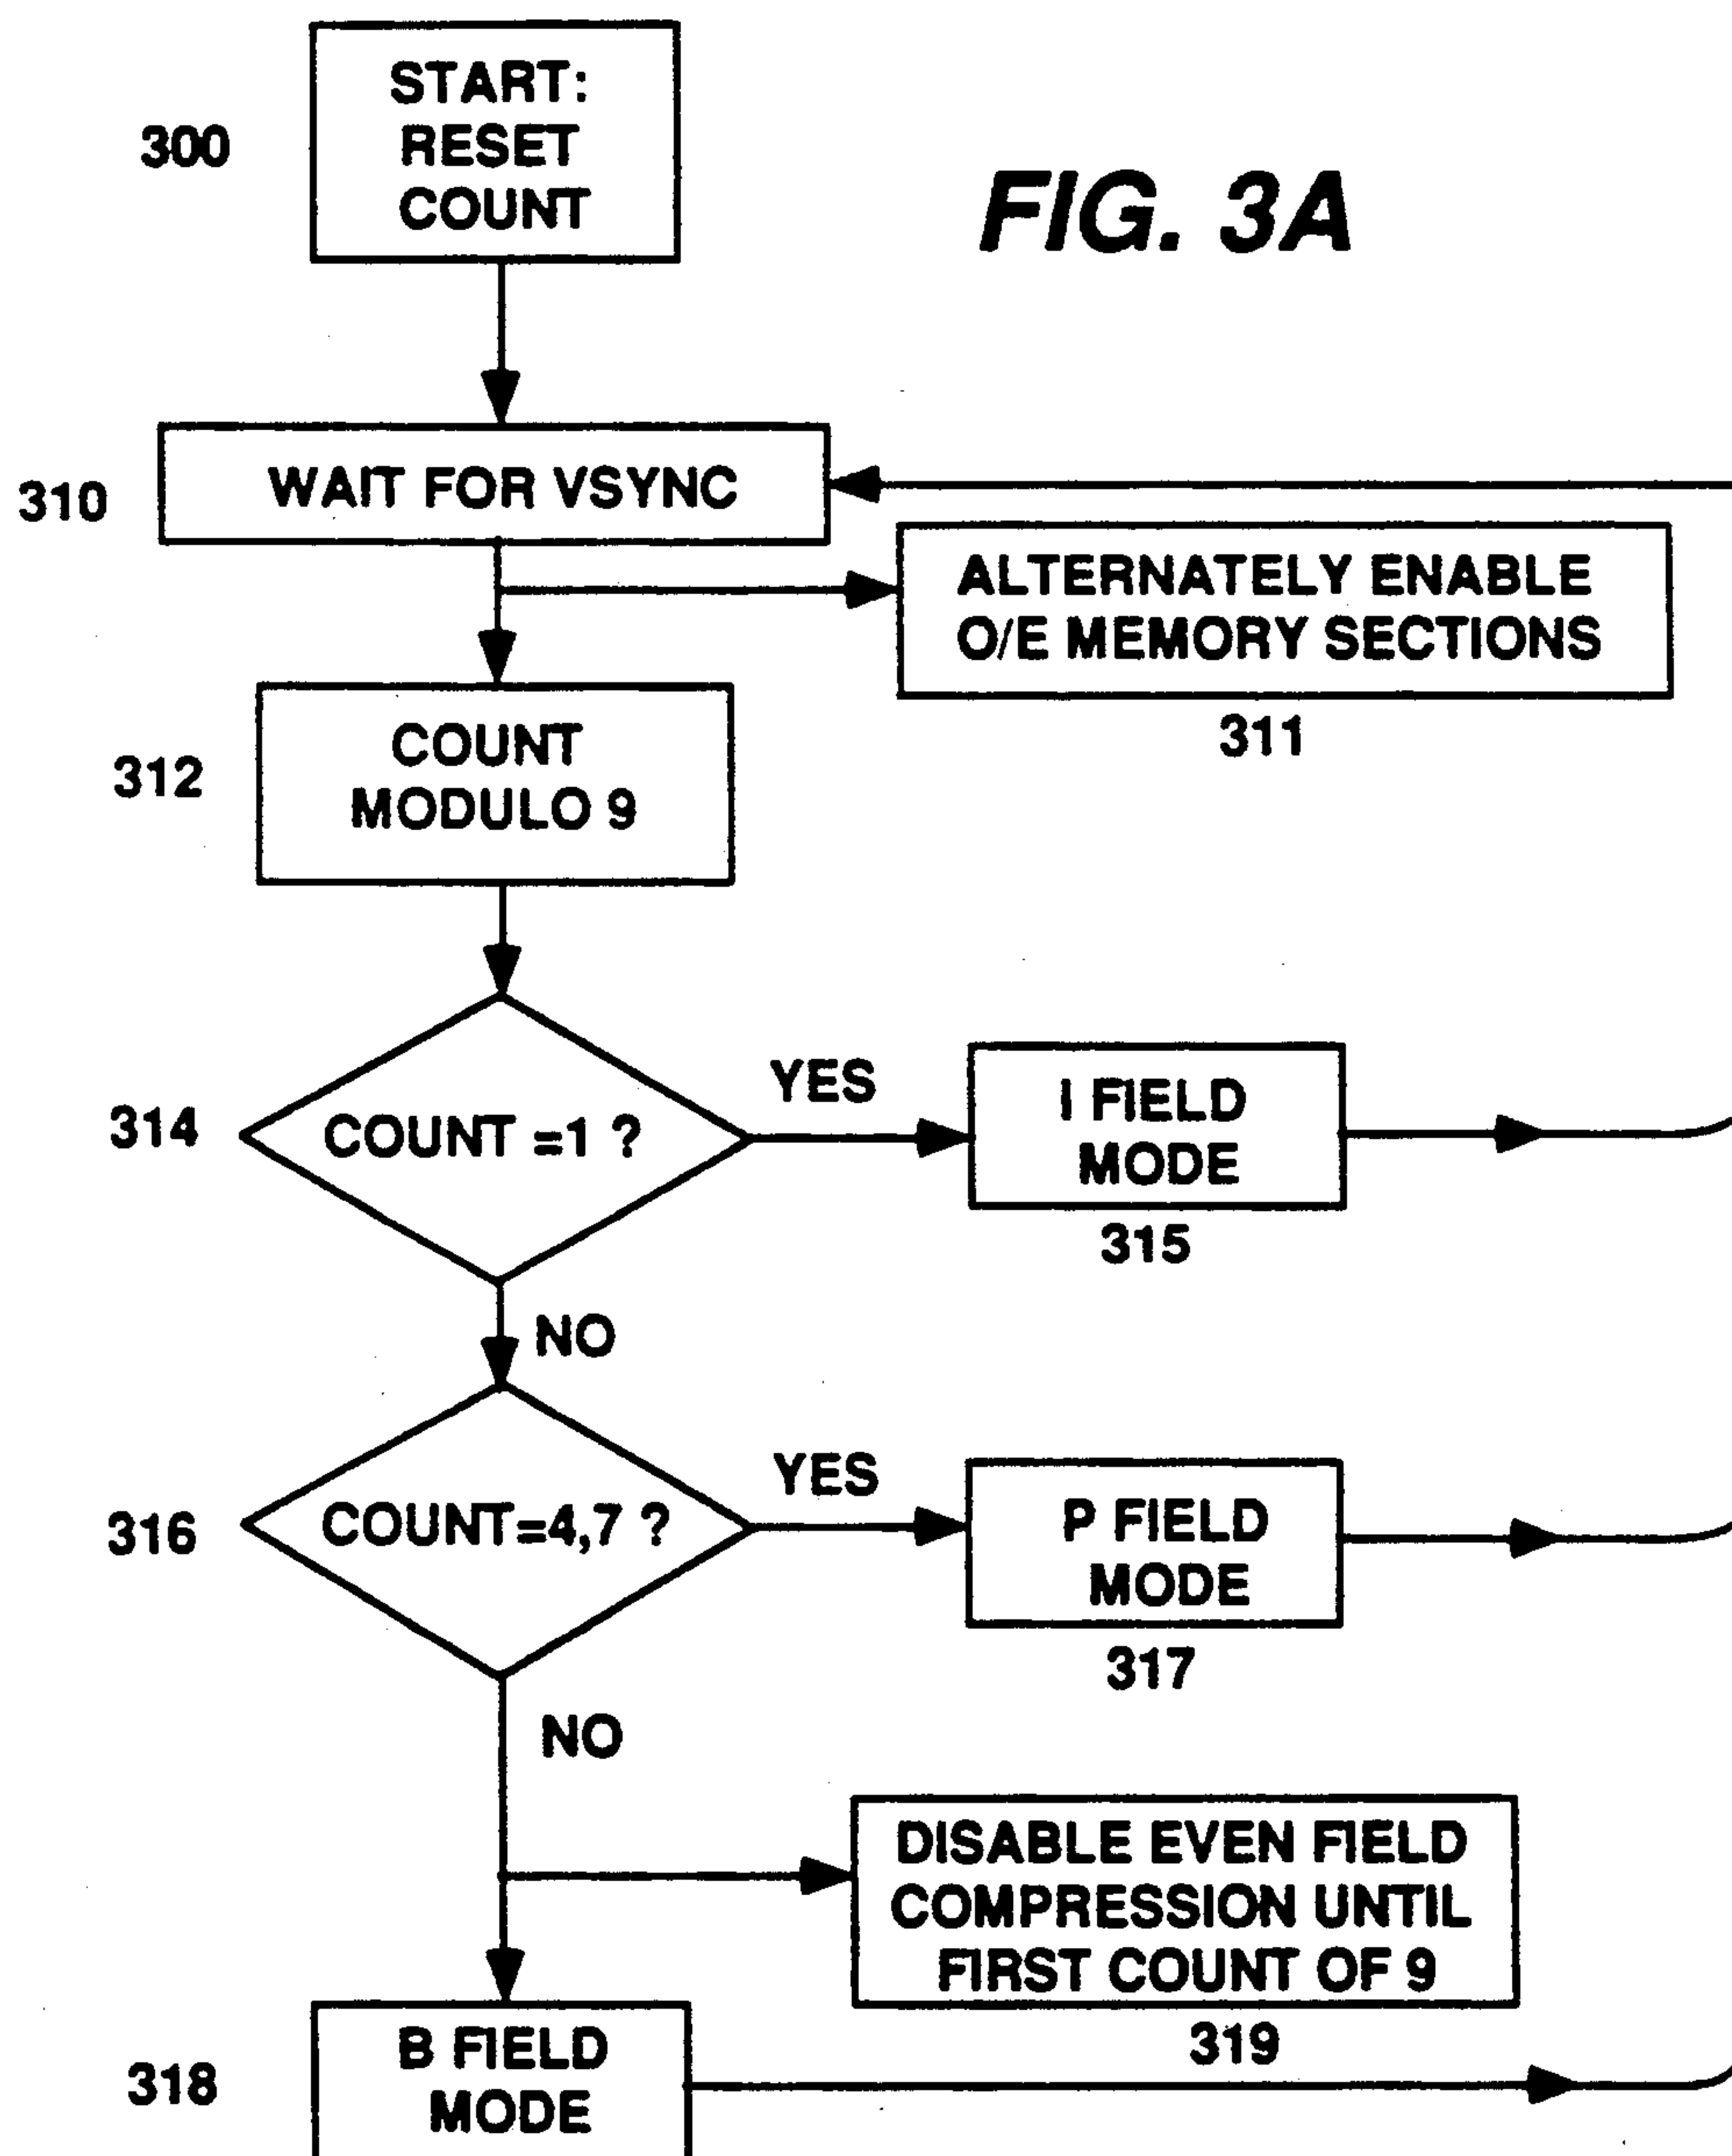 START:
RESET
COUNT
300
FIG. 3A
WAIT FOR VSYNC
310
ALTERNATELY ENABLE
O/E MEMORY SECTIONS
311
COUNT
MODULO 9
312
COUNT =1 ?
314
YES
I FIELD
MODE
315
NO
COUNT=4,7 ?
316
YES
P FIELD
MODE
317
NO
DISABLE EVEN FIELD
COMPRESSION UNTIL
FIRST COUNT OF 9
319
B FIELD
MODE
318